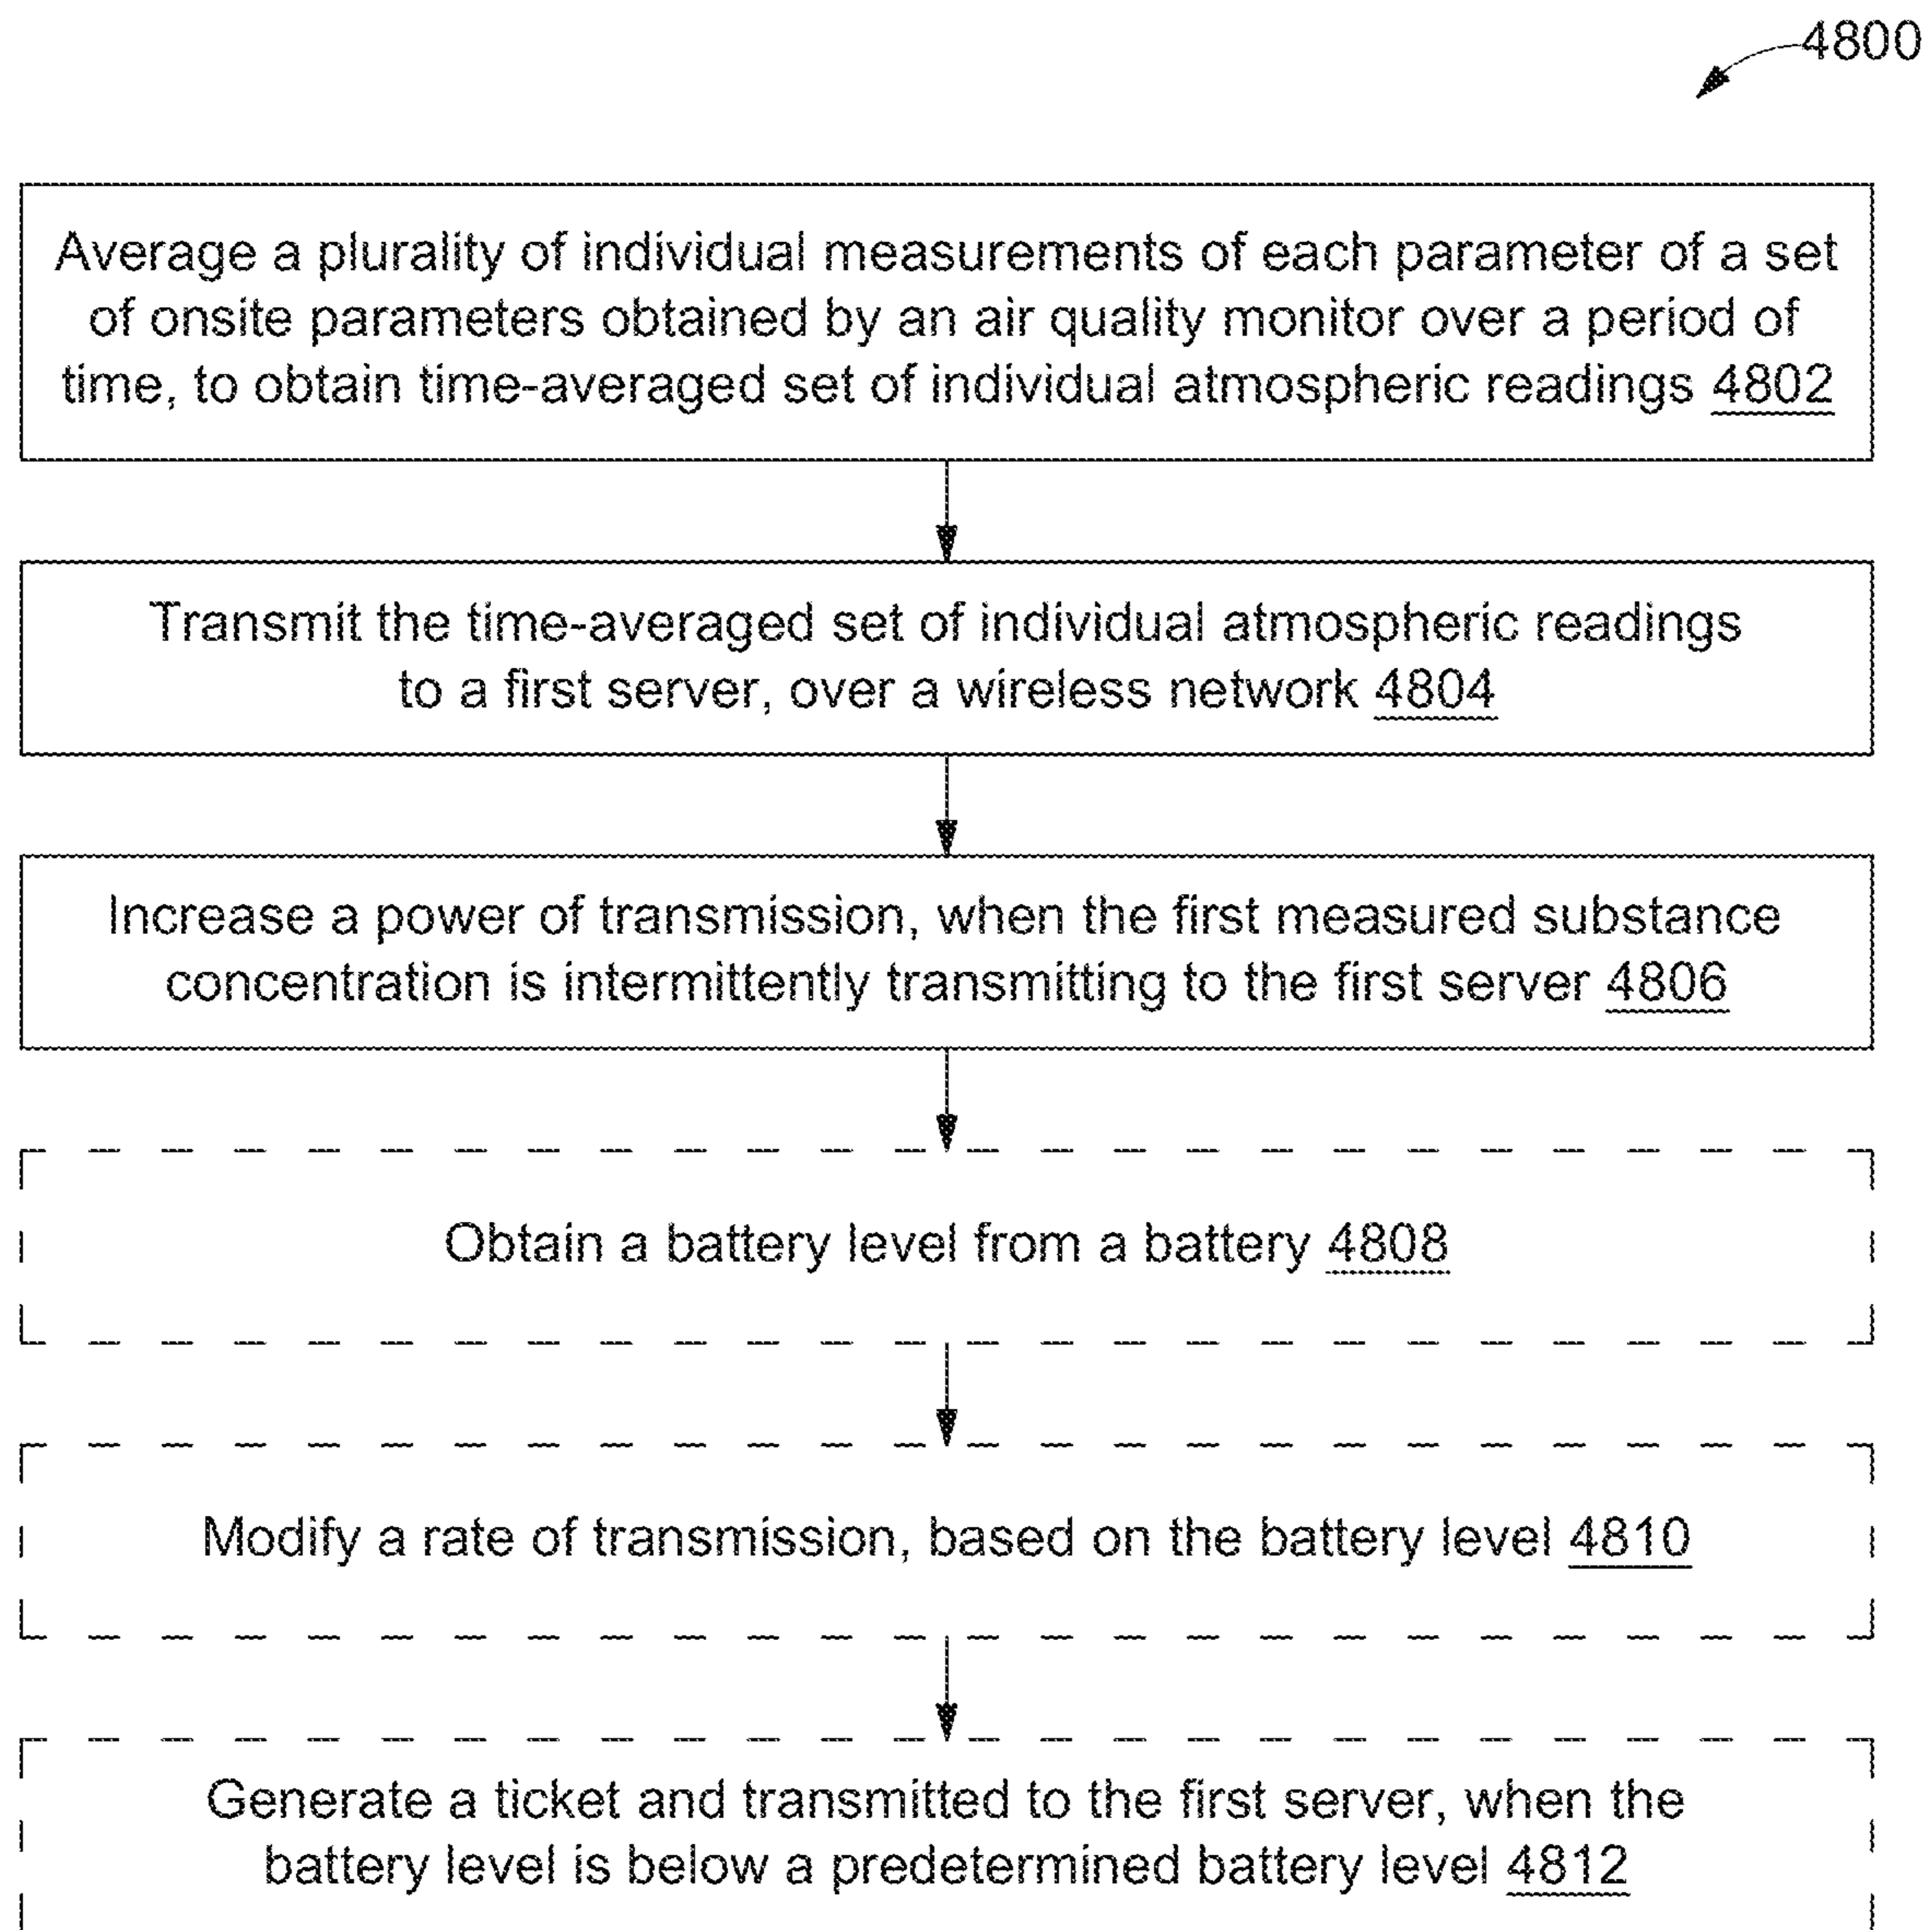 4800
Average a plurality of individual measurements of each parameter of a set
of onsite parameters obtained by an air quality monitor over a period of
time, to obtain time-averaged set of individual atmospheric readings 4802
Transmit the time-averaged set of individual atmospheric readings
to a first server, over a wireless network 4804
Increase a power of transmission, when the first measured substance
concentration is intermittently transmitting to the first server 4806
Obtain a battery level from a battery 4808
Modify a rate of transmission, based on the battery level 4810
Generate a ticket and transmitted to the first server, when the
battery level is below a predetermined battery level 4812